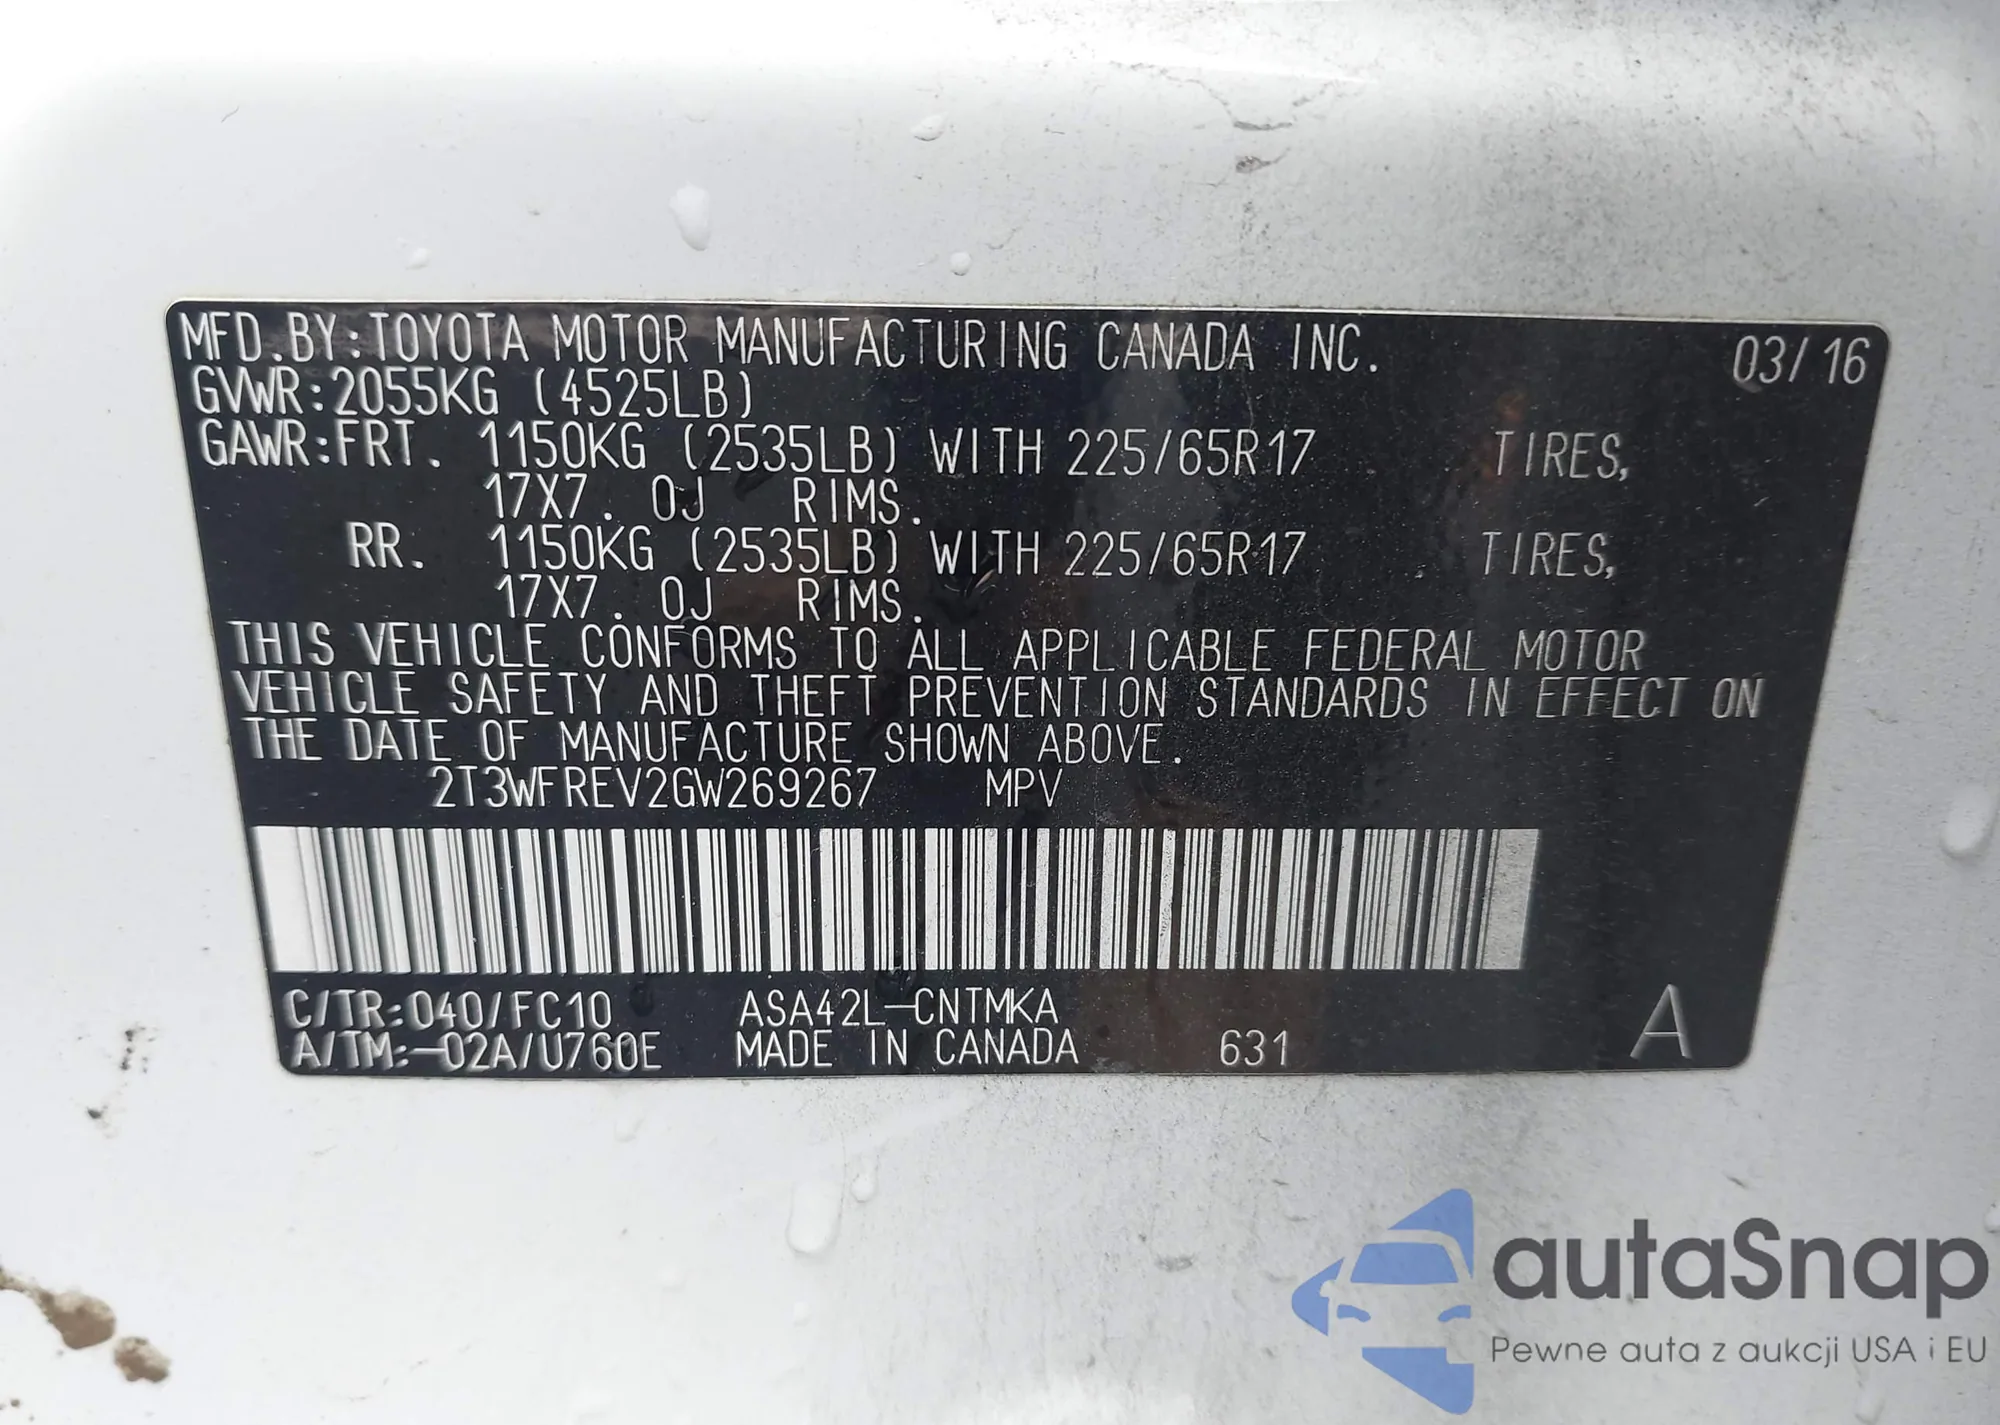 MFD.BY:TOYOTA MOTOR MANUFACTURING CANADA INC. 03/16
GVWR:2055KG (4525LB)
GAWR:FRT. 1150KG (2535LB) WITH 225/65R17 TIRES,
17X7. 0J RIMS.
RR. 1150KG (2535LB) WITH 225/65R17 TIRES,
17X7. 0J RIMS.
THIS VEHICLE CONFORMS TO ALL APPLICABLE FEDERAL MOTOR
VEHICLE SAFETY AND THEFT PREVENTION STANDARDS IN EFFECT ON
THE DATE OF MANUFACTURE SHOWN ABOVE.
2T3WFREV2GW269267 MPV
C/TR:040/FC10 ASA42L-CNTMKA
A/TM:-02A/U760E MADE IN CANADA 631 A
autaSnap
Pewne auta z aukcji USA i EU